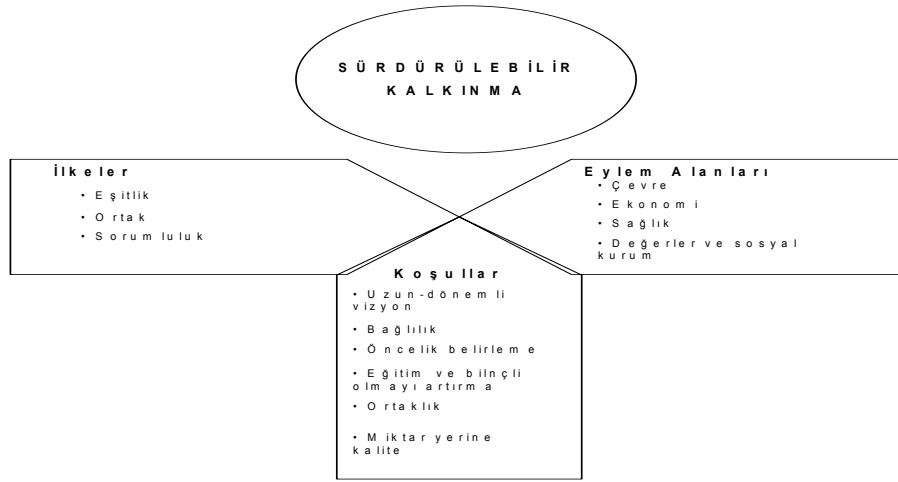 SÜRDÜRÜLEBİLİR
KALKINMA
İlkeler
• Eşitlik
• Ortak
• Sorumluluk
Eylem Alanları
• Çevre
• Ekonomi
• Sağlık
• Değerler ve sosyal
kurum
Koşullar
• Uzun-dönemli
vizyon
• Bağlılık
• Öncelik belirleme
• Eğitim ve bilnçli
olmayı artırma
• Ortaklık
• Miktar yerine
kalite